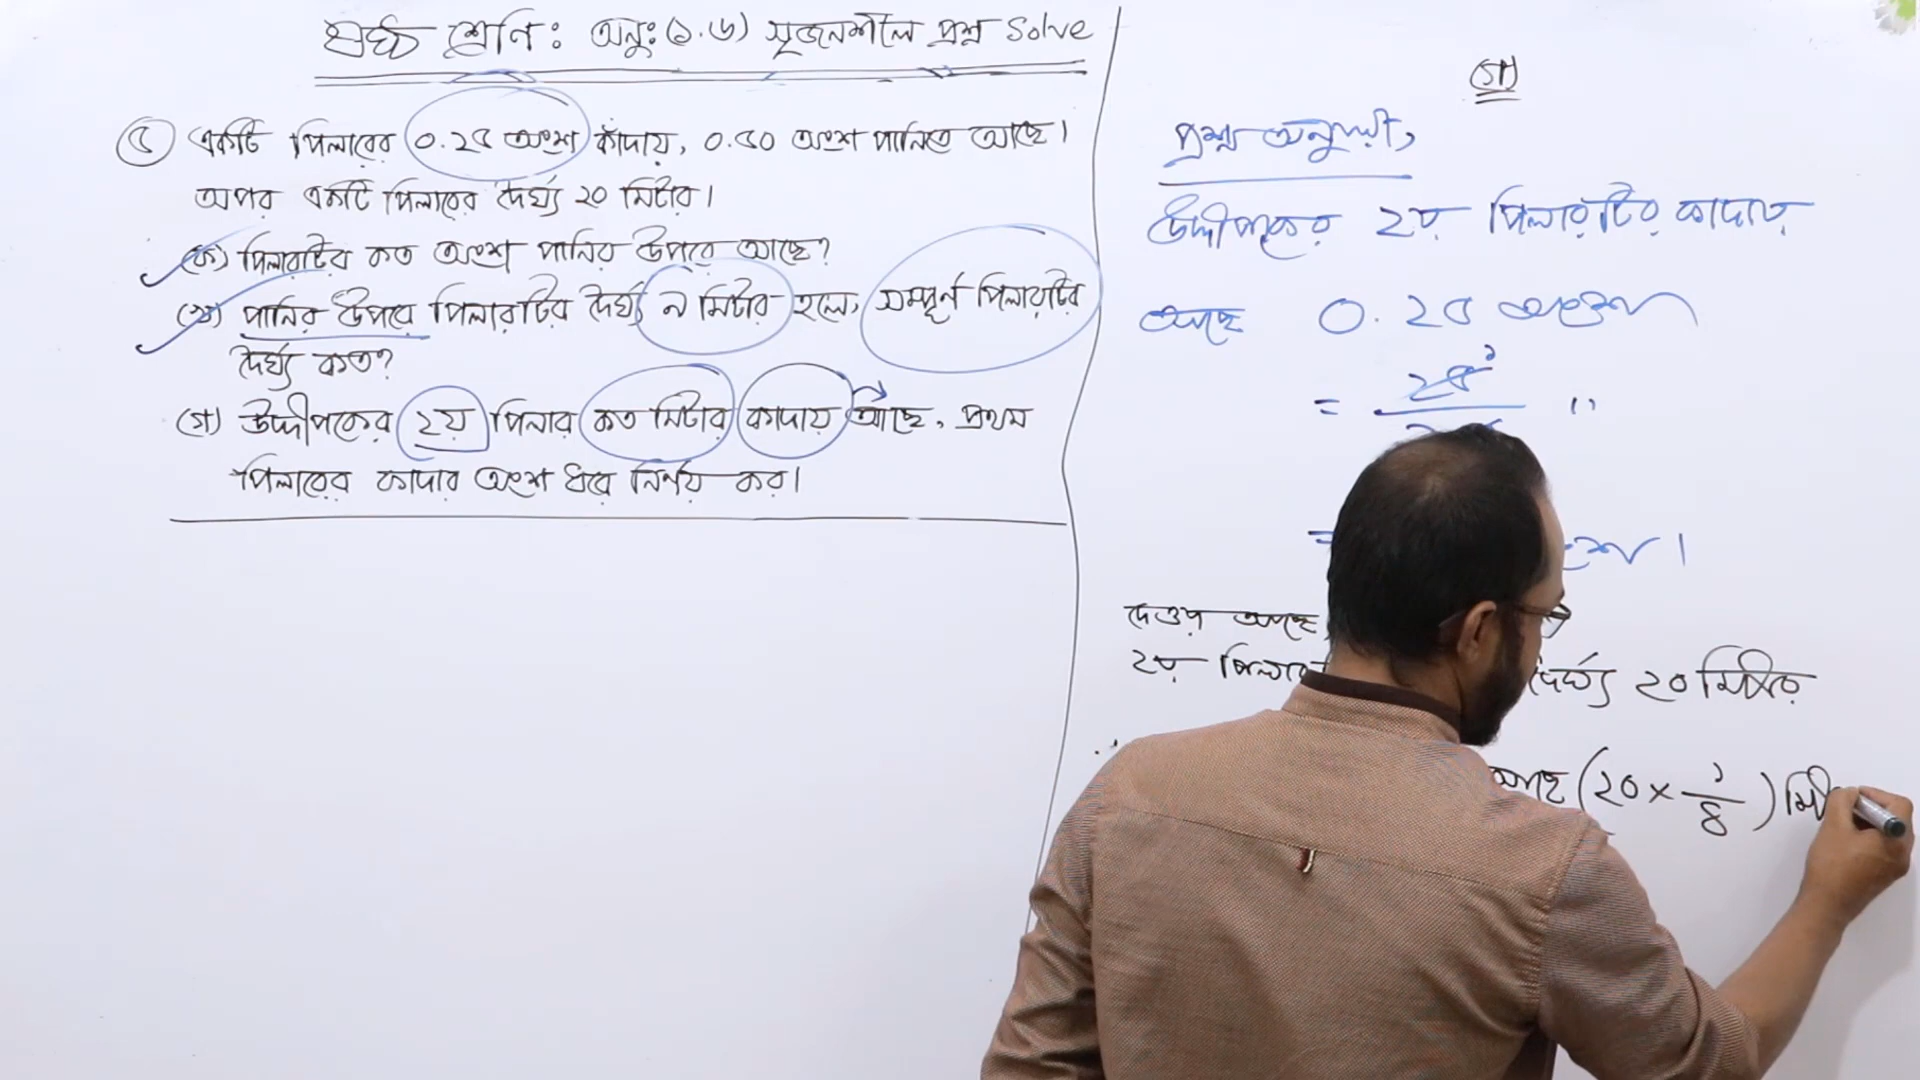 ষষ্ঠ শ্রেণি: অনু:(১.৬) সৃজনশীল প্রশ্ন Solve
৫ একটি পিলারের ০.২৫ অংশ কাঁদায়, ০.৫০ অংশ পানিতে আছে।
অপর একটি পিলারের দৈর্ঘ্য ২০ মিটার।
(ক) পিলারটির কত অংশ পানির উপরে আছে?
(খ) পানির উপরে পিলারটির দৈর্ঘ্য ন মিটার হলে, সম্পূর্ণ পিলারটির
দৈর্ঘ্য কত?
(গ) উদ্দীপকের ২য় পিলার কত মিটার কাদায় আছে, প্রথম
পিলারের কাদার অংশ ধরে নির্ণয় কর।
(গ)
প্রশ্ন অনুযায়ী,
উদ্দীপকের ২য় পিলারটির কাদায়
আছে ০.২৫ অংশ
= ২৫ ১ "
=
দেওয়া আছে
২য় দৈর্ঘ্য ২০ মিটার
আছে (২০ × ১/৪)